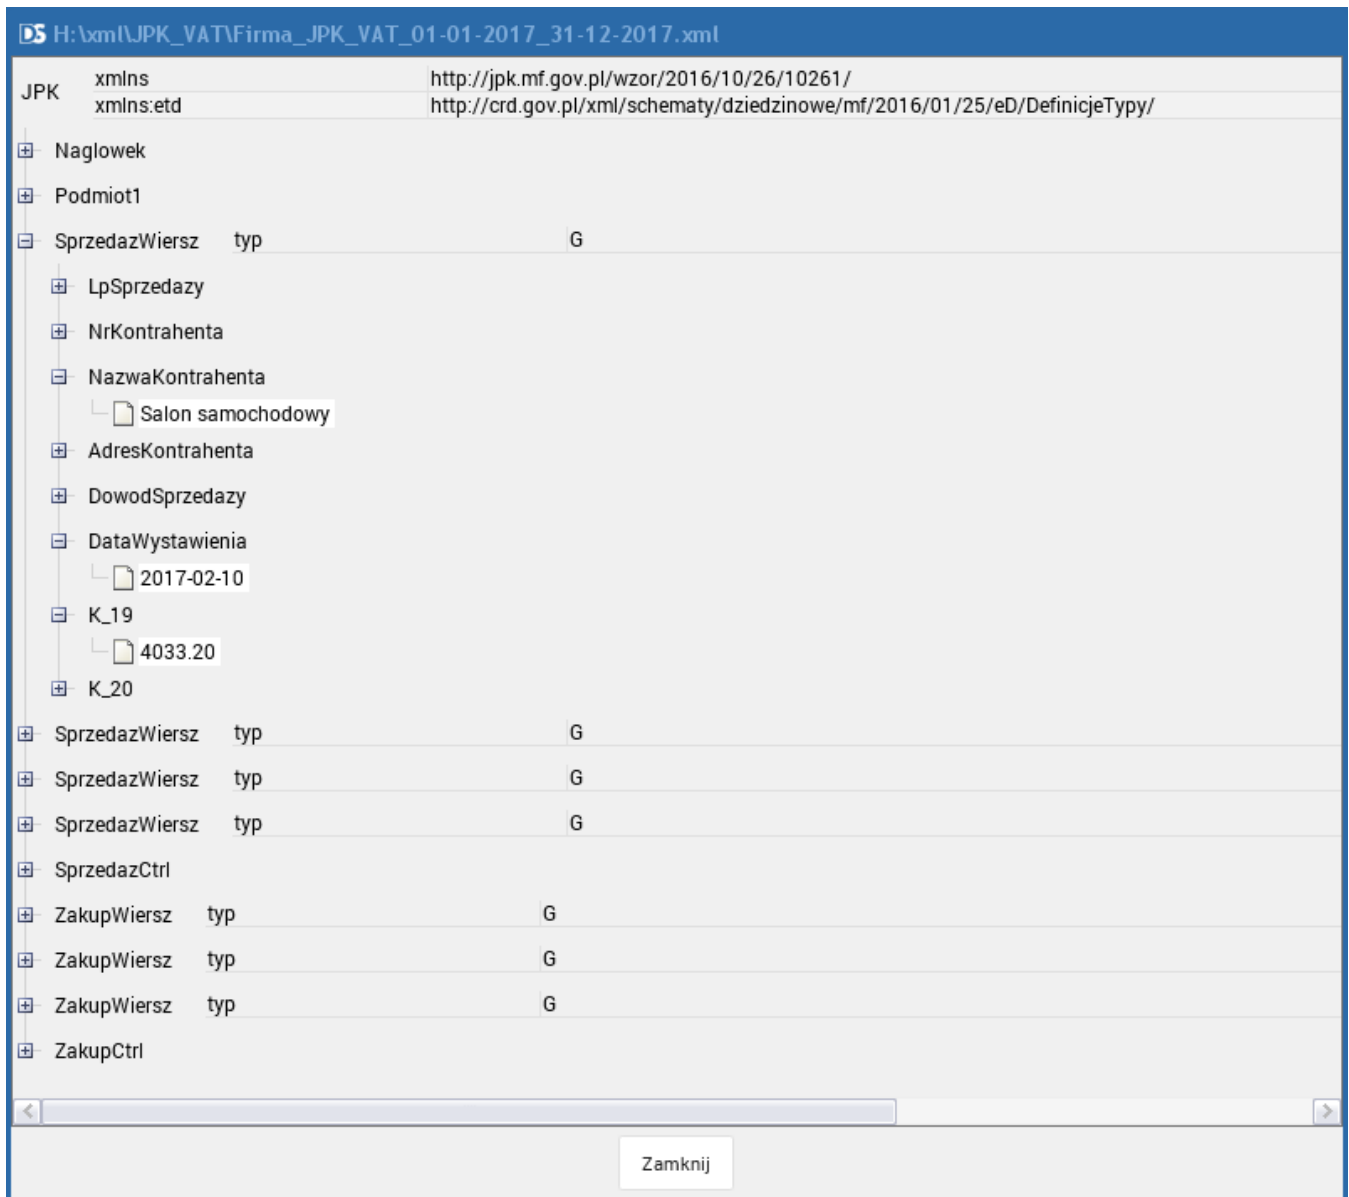 DS H:\xml\JPK_VAT\Firma_JPK_VAT_01-01-2017_31-12-2017.xml
JPK xmlns http://jpk.mf.gov.pl/wzor/2016/10/26/10261/
xmlns:etd http://crd.gov.pl/xml/schematy/dziedzinowe/mf/2016/01/25/eD/DefinicjeTypy/
Naglowek
Podmiot1
SprzedazWiersz typ G
LpSprzedazy
NrKontrahenta
NazwaKontrahenta
Salon samochodowy
AdresKontrahenta
DowodSprzedazy
DataWystawienia
2017-02-10
K_19
4033.20
K_20
SprzedazWiersz typ G
SprzedazWiersz typ G
SprzedazWiersz typ G
SprzedazCtrl
ZakupWiersz typ G
ZakupWiersz typ G
ZakupWiersz typ G
ZakupCtrl
Zamknij